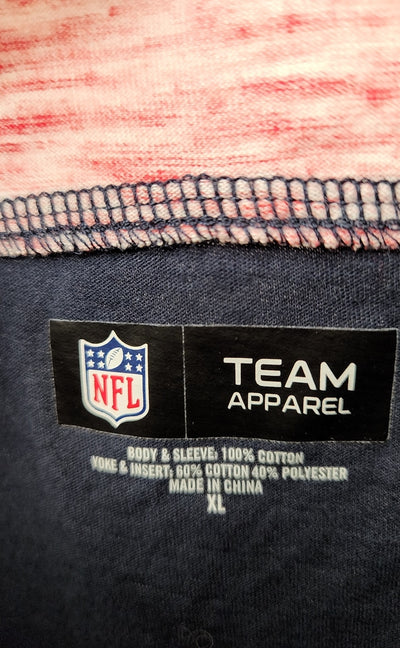 NFL
TEAM
APPAREL
BODY & SLEEVE: 100% COTTON
YOKE & INSERT: 60% COTTON 40% POLYESTER
MADE IN CHINA
XL